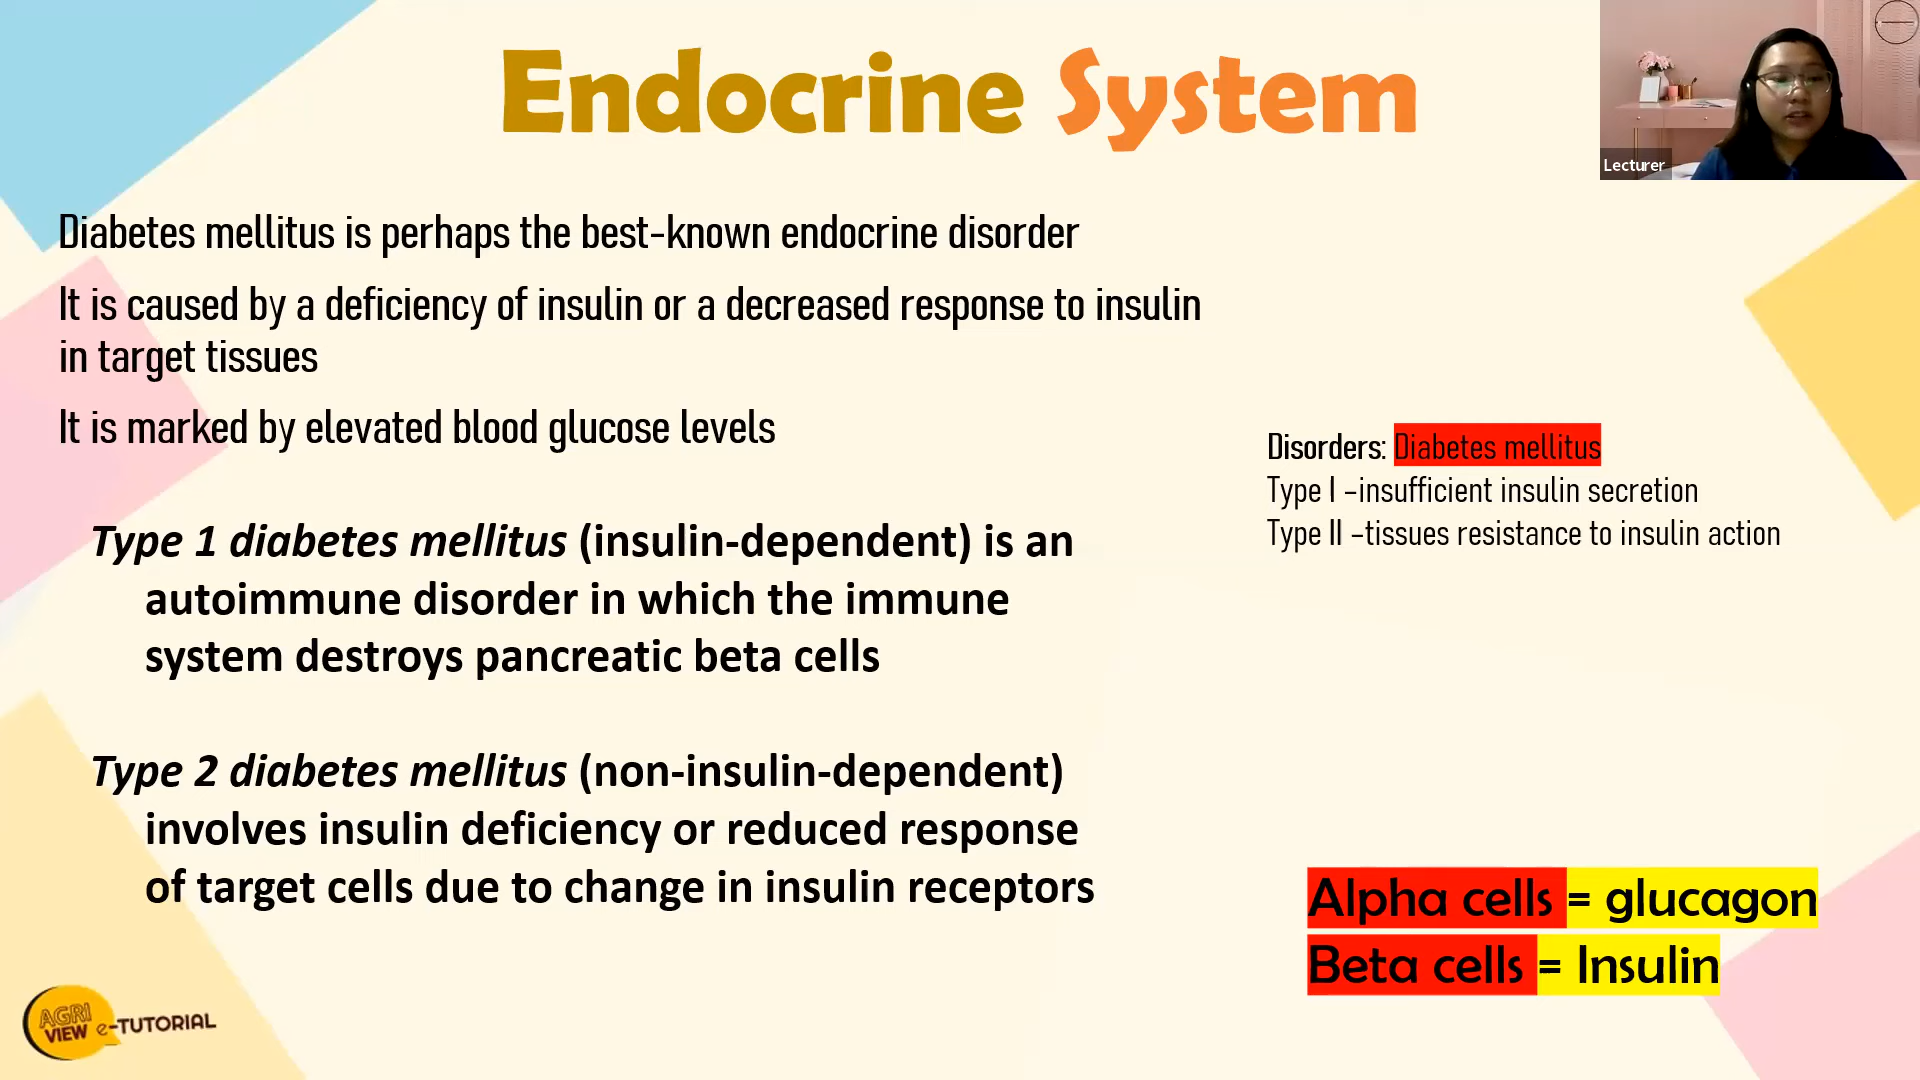 Endocrine System
Lecturer
Diabetes mellitus is perhaps the best-known endocrine disorder
It is caused by a deficiency of insulin or a decreased response to insulin
in target tissues
It is marked by elevated blood glucose levels
Disorders: Diabetes mellitus
Type I -insufficient insulin secretion
Type II -tissues resistance to insulin action
Type 1 diabetes mellitus (insulin-dependent) is an
autoimmune disorder in which the immune
system destroys pancreatic beta cells
Type 2 diabetes mellitus (non-insulin-dependent)
involves insulin deficiency or reduced response
of target cells due to change in insulin receptors
Alpha cells = glucagon
Beta cells = Insulin
AGRI
VIEW e-TUTORIAL